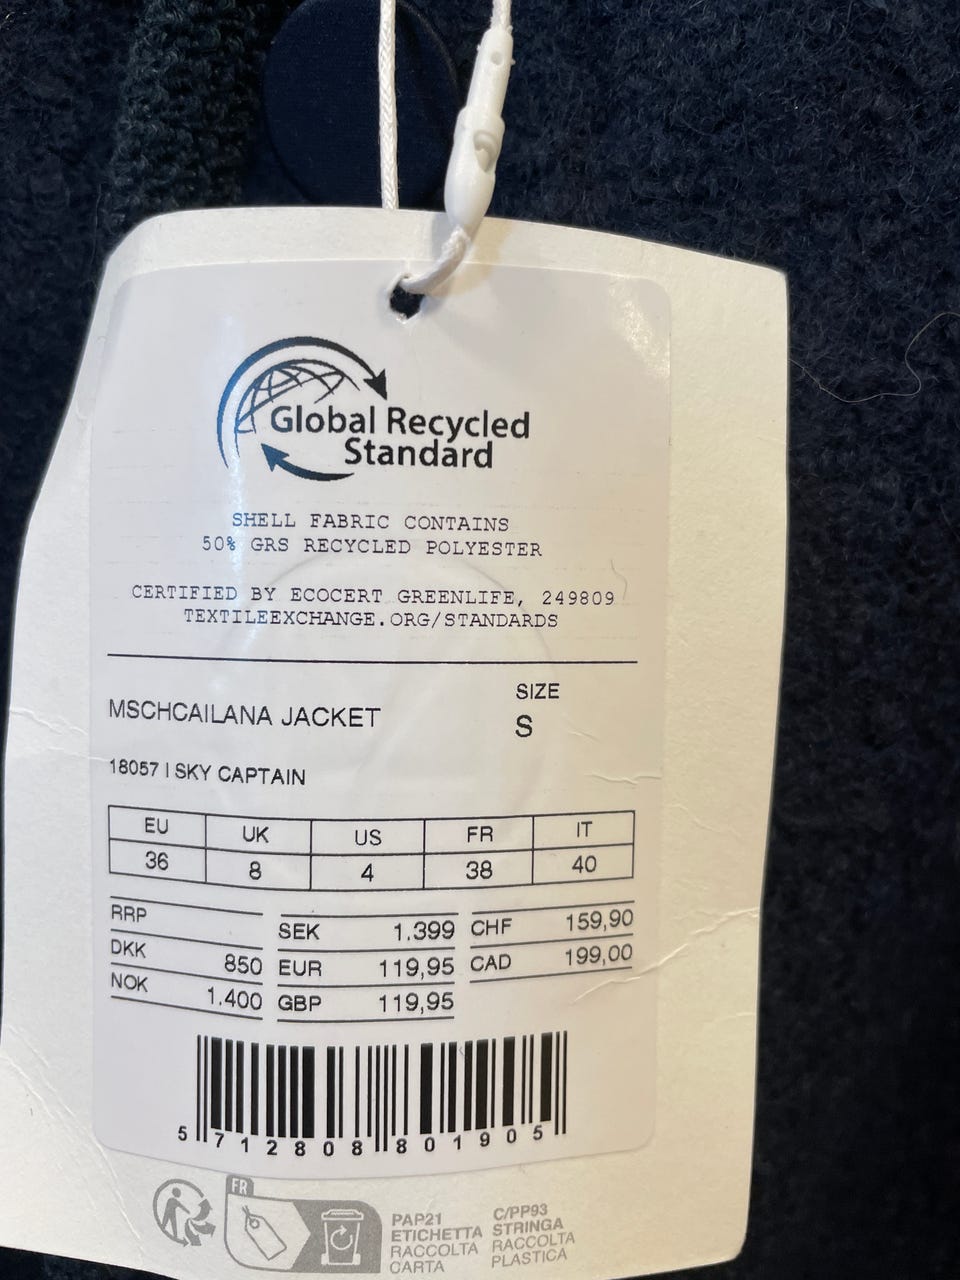 Global Recycled
Standard
SHELL FABRIC CONTAINS
50% GRS RECYCLED POLYESTER
CERTIFIED BY ECOCERT GREENLIFE, 249809
TEXTILEEXCHANGE.ORG/STANDARDS
MSCHCAILANA JACKET
SIZE
S
18057 | SKY CAPTAIN
EU UK US FR IT
36 8 4 38 40
RRP
DKK 850
NOK 1.400
SEK 1.399
EUR 119,95
GBP 119,95
CHF 159,90
CAD 199,00
5 712808 801905
FR
PAP21
ETICHETTA
RACCOLTA
CARTA
C/PP93
STRINGA
RACCOLTA
PLASTICA